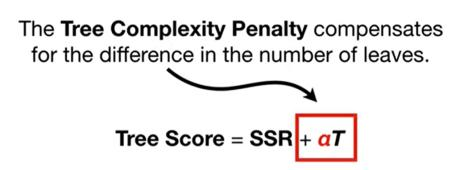 The Tree Complexity Penalty compensates
for the difference in the number of leaves.
Tree Score = SSR + αT